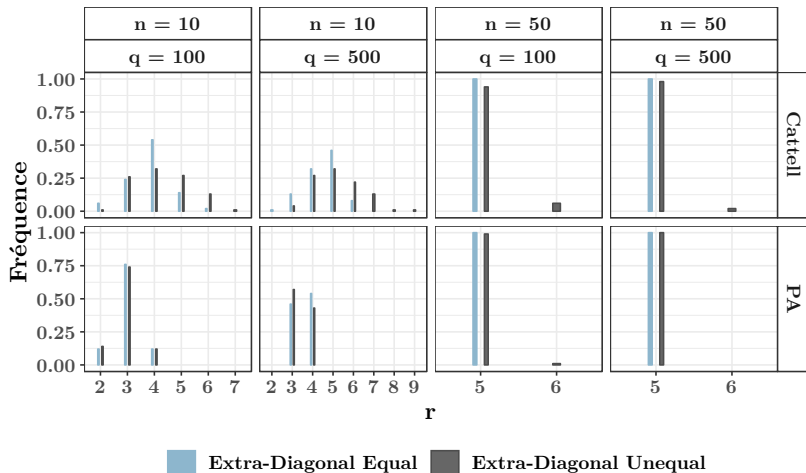 n = 10 n = 10 n = 50 n = 50
q = 100 q = 500 q = 100 q = 500
1.00
0.75
0.50
0.25
0.00
Cattell
1.00
0.75
0.50
0.25
0.00
PA
Fréquence
2 3 4 5 6 7 2 3 4 5 6 7 8 9 5 6 5 6
r
Extra-Diagonal Equal Extra-Diagonal Unequal